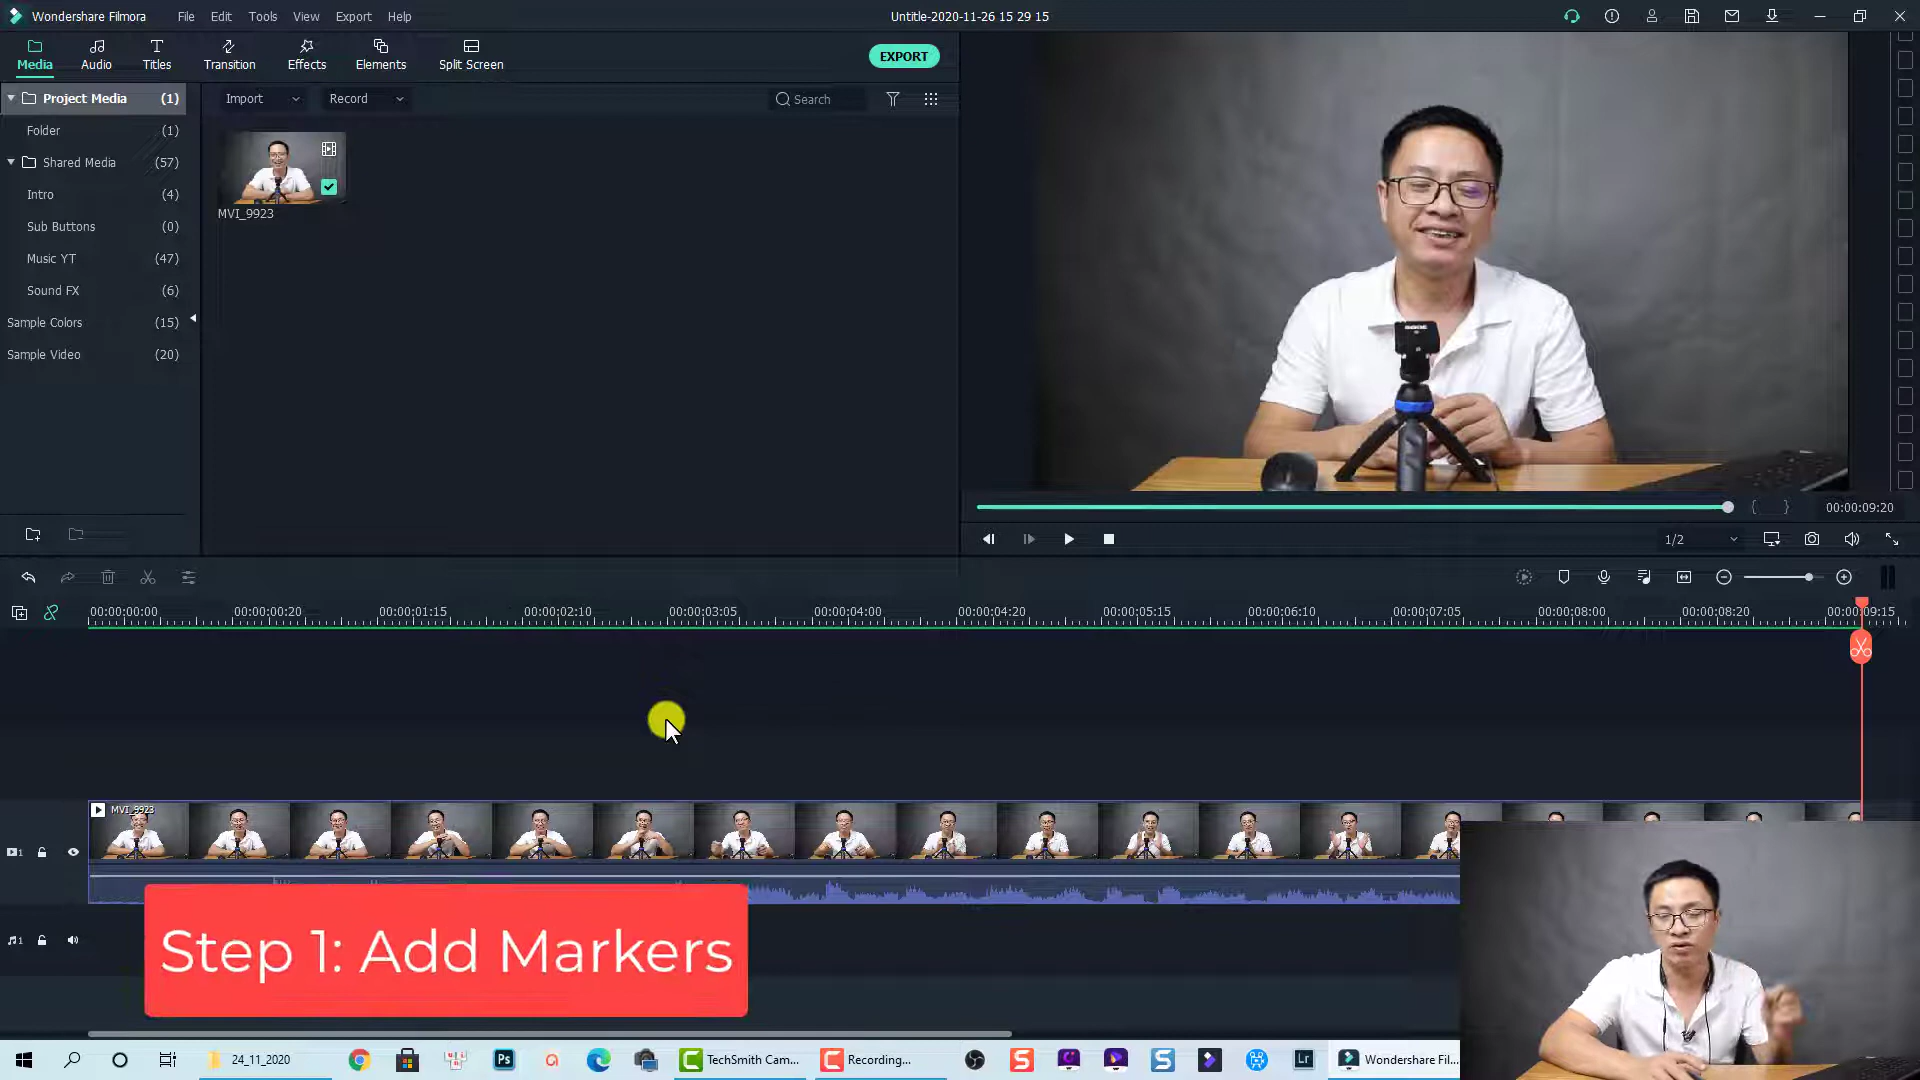 Wondershare Filmora File Edit Tools View Export Help Untitle-2020-11-26 15 29 15
Media Audio Titles Transition Effects Elements Split Screen EXPORT
Project Media (1) Import Record Search
Folder (1)
Shared Media (57)
Intro (4)
Sub Buttons (0)
Music YT (47)
Sound FX (6)
Sample Colors (15)
Sample Video (20)
MVI_9923
00:00:09:20
1/2
00:00:00:00 00:00:00:20 00:00:01:15 00:00:02:10 00:00:03:05 00:00:04:00 00:00:04:20 00:00:05:15 00:00:06:10 00:00:07:05 00:00:08:00 00:00:08:20 00:00:09:15
MVI_9923
1
1
Step 1: Add Markers
24_11_2020 Ps TechSmith Cam... Recording... S S Lr Wondershare Fil...